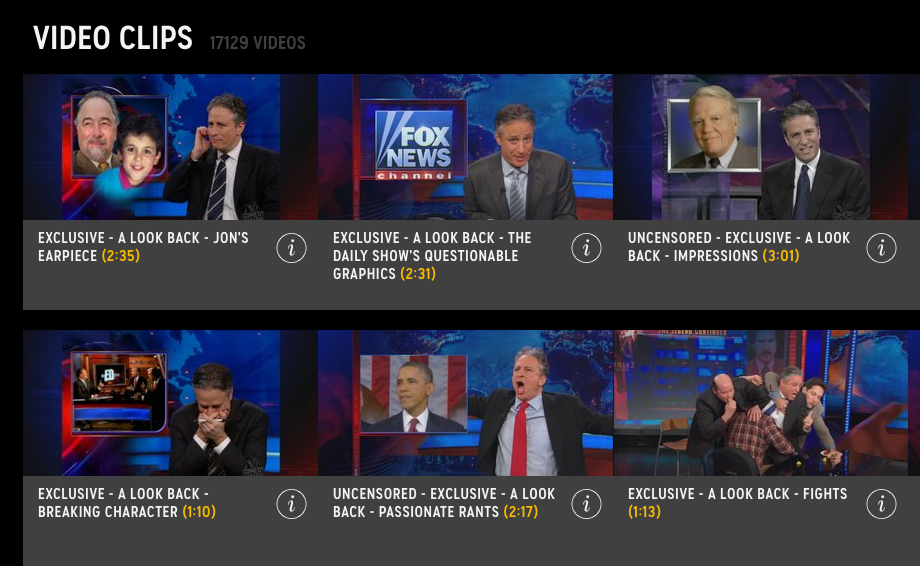 VIDEO CLIPS 17129 VIDEOS
FOX
NEWS
channel
EXCLUSIVE - A LOOK BACK - JON'S
EARPIECE (2:35)
i
EXCLUSIVE - A LOOK BACK - THE
DAILY SHOW'S QUESTIONABLE
GRAPHICS (2:31)
i
UNCENSORED - EXCLUSIVE - A LOOK
BACK - IMPRESSIONS (3:01)
i
-ED
EXCLUSIVE - A LOOK BACK -
BREAKING CHARACTER (1:10)
i
UNCENSORED - EXCLUSIVE - A LOOK
BACK - PASSIONATE RANTS (2:17)
i
EXCLUSIVE - A LOOK BACK - FIGHTS
(1:13)
i